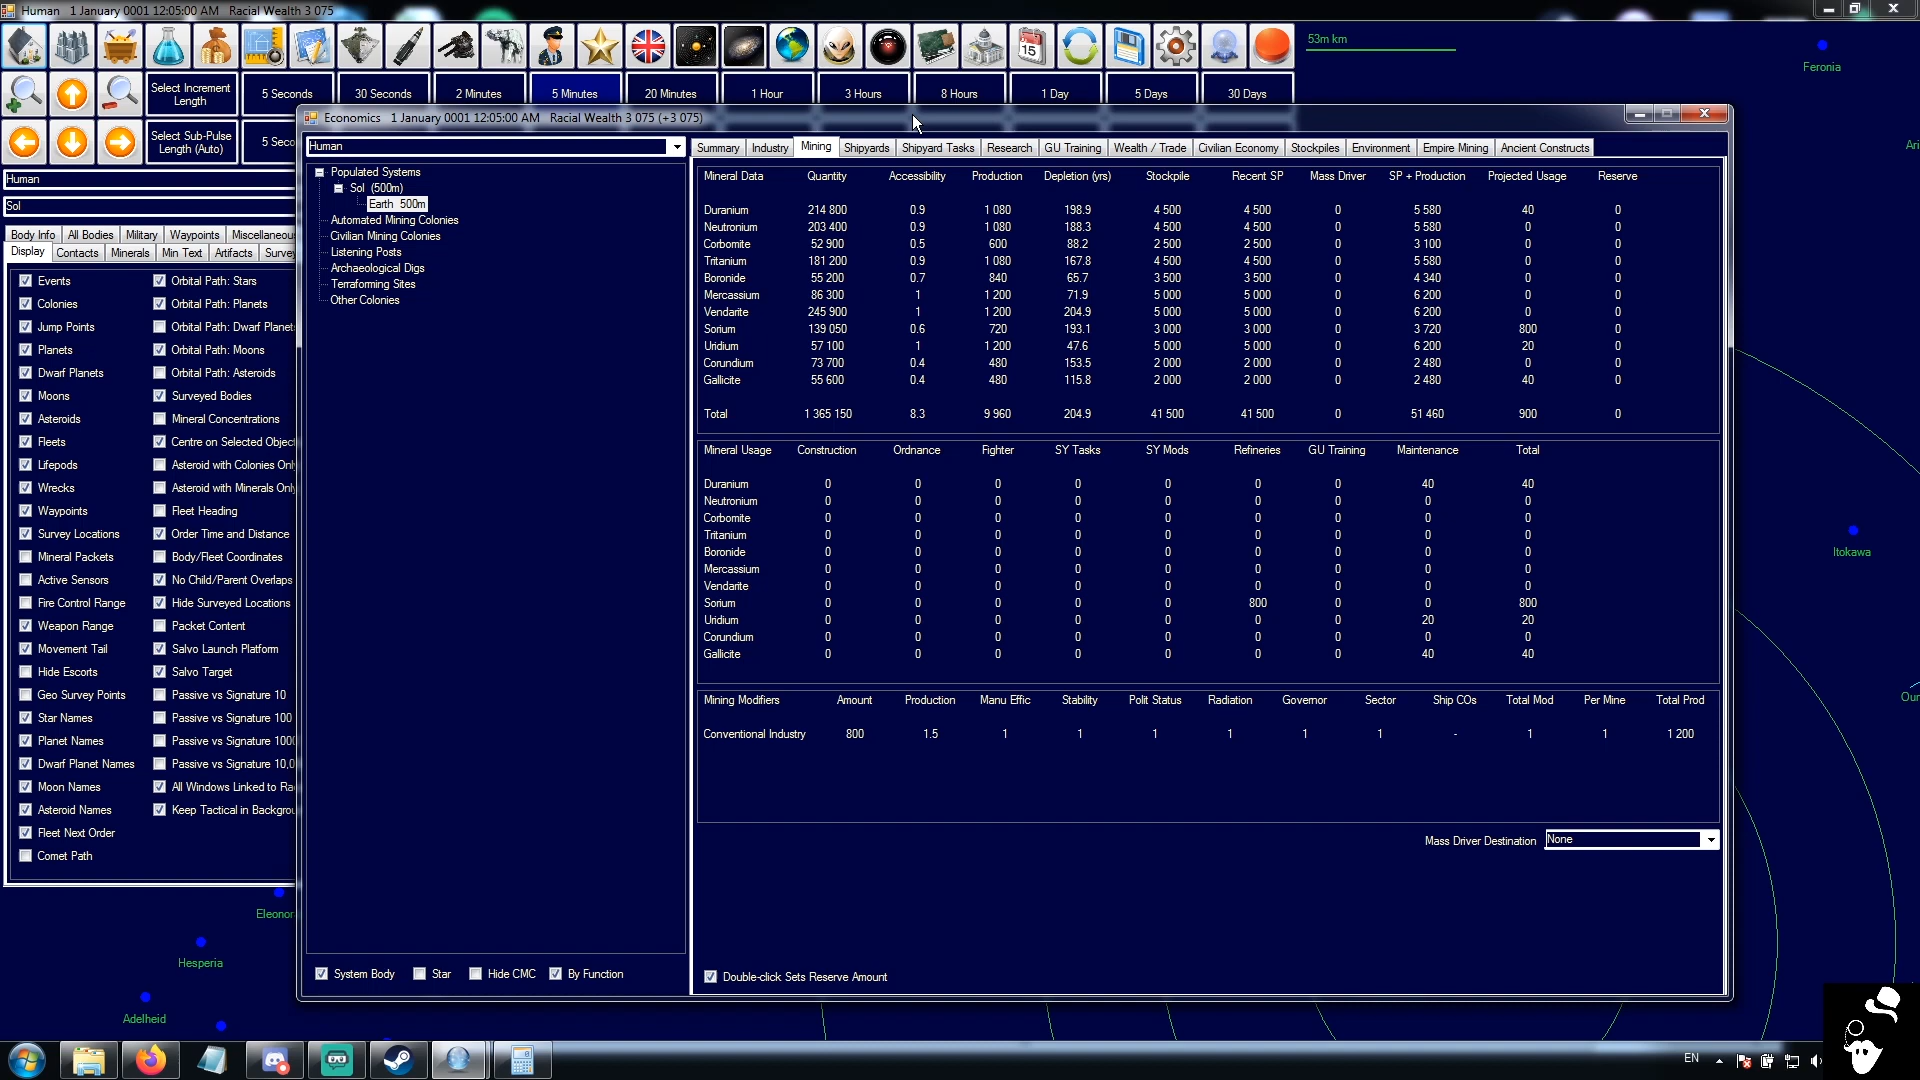 Human 1 January 0001 12:05:00 AM Racial Wealth 3 075
53m km
Feronia
Select Increment Length
5 Seconds
30 Seconds
2 Minutes
5 Minutes
20 Minutes
1 Hour
3 Hours
8 Hours
1 Day
5 Days
30 Days
Select Sub-Pulse Length (Auto)
Human
Sol
Body Info All Bodies Military Waypoints
Display Contacts Minerals Min Text Artifacts
Events Orbital Path: Stars
Colonies Orbital Path: Planets
Jump Points
Planets Orbital Path: Moons
Dwarf Planets Orbital Path: Asteroids
Moons Surveyed Bodies
Asteroids Mineral Concentrations
Fleets Centre on Selected
Lifepods Asteroid with Colonies
Wrecks Asteroid with Minerals
Waypoints Fleet Heading
Survey Locations Order Time and Distance
Mineral Packets Body/Fleet Coordinates
Active Sensors No Child/Parent Overlaps
Fire Control Range Hide Surveyed Locations
Weapon Range Packet Content
Movement Tail Salvo Launch Platform
Hide Escorts Salvo Target
Geo Survey Points Passive vs Signature 10
Star Names Passive vs Signature 100
Planet Names Passive vs Signature
Dwarf Planet Names Passive vs Signature
Moon Names All Windows Linked to
Asteroid Names Keep Tactical in
Fleet Next Order
Comet Path
Economics 1 January 0001 12:05:00 AM Racial Wealth 3 075 (+3 075)
Human
Populated Systems
Sol (500m)
Earth 500m
Automated Mining Colonies
Civilian Mining Colonies
Listening Posts
Archaeological Digs
Terraforming Sites
Other Colonies
System Body Star Hide CMC By Function
Summary Industry Mining Shipyards Shipyard Tasks Research GU Training Wealth / Trade Civilian Economy Stockpiles Environment Empire Mining Ancient Constructs
Mineral Data Quantity Accessibility Production Depletion (yrs) Stockpile Recent SP Mass Driver SP + Production Projected Usage Reserve
Duranium 214 800 0.9 1 080 198.9 4 500 4 500 0 5 580 40 0
Neutronium 203 400 0.9 1 080 188.3 4 500 4 500 0 5 580 0 0
Corbomite 52 900 0.5 600 88.2 2 500 2 500 0 3 100 0 0
Tritanium 181 200 0.9 1 080 167.8 4 500 4 500 0 5 580 0 0
Boronide 55 200 0.7 840 65.7 3 500 3 500 0 4 340 0 0
Mercassium 86 300 1 1 200 71.9 5 000 5 000 0 6 200 0 0
Vendarite 245 900 1 1 200 204.9 5 000 5 000 0 6 200 0 0
Sorium 139 050 0.6 720 193.1 3 000 3 000 0 3 720 800 0
Uridium 57 100 1 1 200 47.6 5 000 5 000 0 6 200 20 0
Corundium 73 700 0.4 480 153.5 2 000 2 000 0 2 480 0 0
Gallicite 55 600 0.4 480 115.8 2 000 2 000 0 2 480 40 0
Total 1 365 150 8.3 9 960 204.9 41 500 41 500 0 51 460 900 0
Mineral Usage Construction Ordnance Fighter SY Tasks SY Mods Refineries GU Training Maintenance Total
Duranium 0 0 0 0 0 0 0 40 40
Neutronium 0 0 0 0 0 0 0 0 0
Corbomite 0 0 0 0 0 0 0 0 0
Tritanium 0 0 0 0 0 0 0 0 0
Boronide 0 0 0 0 0 0 0 0 0
Mercassium 0 0 0 0 0 0 0 0 0
Vendarite 0 0 0 0 0 0 0 0 0
Sorium 0 0 0 0 0 800 0 0 800
Uridium 0 0 0 0 0 0 0 20 20
Corundium 0 0 0 0 0 0 0 0 0
Gallicite 0 0 0 0 0 0 0 40 40
Mining Modifiers Amount Production Manu Effic Stability Polit Status Radiation Governor Sector Ship COs Total Mod Per Mine Total Prod
Conventional Industry 800 1.5 1 1 1 1 1 1 - 1 1 1 200
Mass Driver Destination None
Double-click Sets Reserve Amount
Itokawa
Hesperia
Adelheid
15
EN